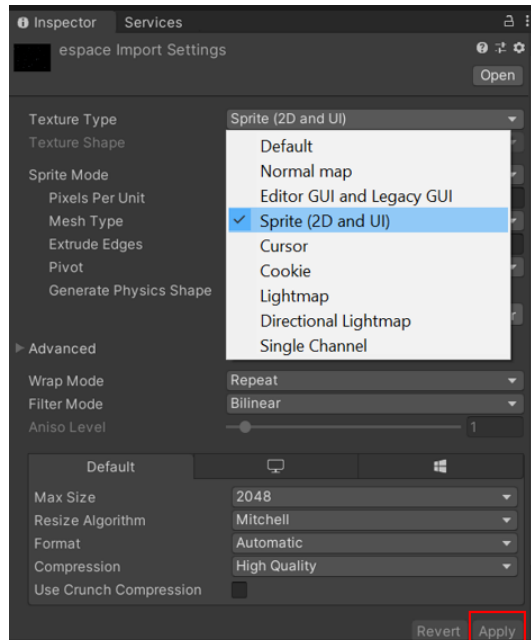 Inspector Services
espace Import Settings
Open
Texture Type Sprite (2D and UI)
Texture Shape
Default
Normal map
Sprite Mode
Pixels Per Unit Editor GUI and Legacy GUI
Mesh Type Sprite (2D and UI)
Extrude Edges Cursor
Pivot Cookie
Generate Physics Shape Lightmap
Directional Lightmap
Advanced Single Channel
Wrap Mode Repeat
Filter Mode Bilinear
Aniso Level 1
Default
Max Size 2048
Resize Algorithm Mitchell
Format Automatic
Compression High Quality
Use Crunch Compression
Revert Apply